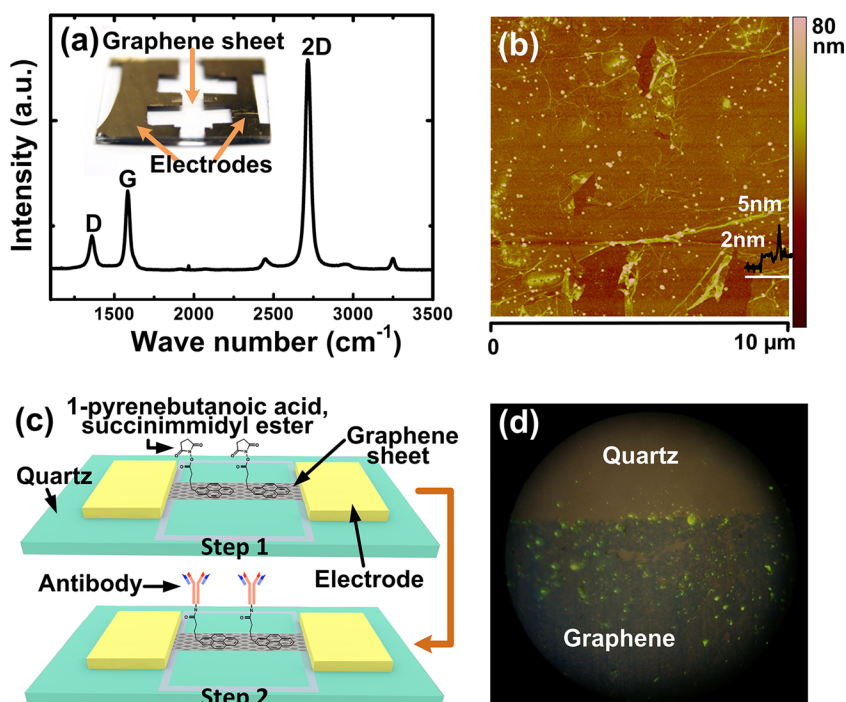 (a)
Graphene sheet
2D
Electrodes
G
D
Intensity (a.u.)
1500 2000 2500 3000 3500
Wave number (cm⁻¹)
(b)
80
nm
5nm
2nm
0
10 µm
(c)
1-pyrenebutanoic acid,
succinimmidyl ester
Graphene
sheet
Quartz
Step 1
Electrode
Antibody
Step 2
(d)
Quartz
Graphene